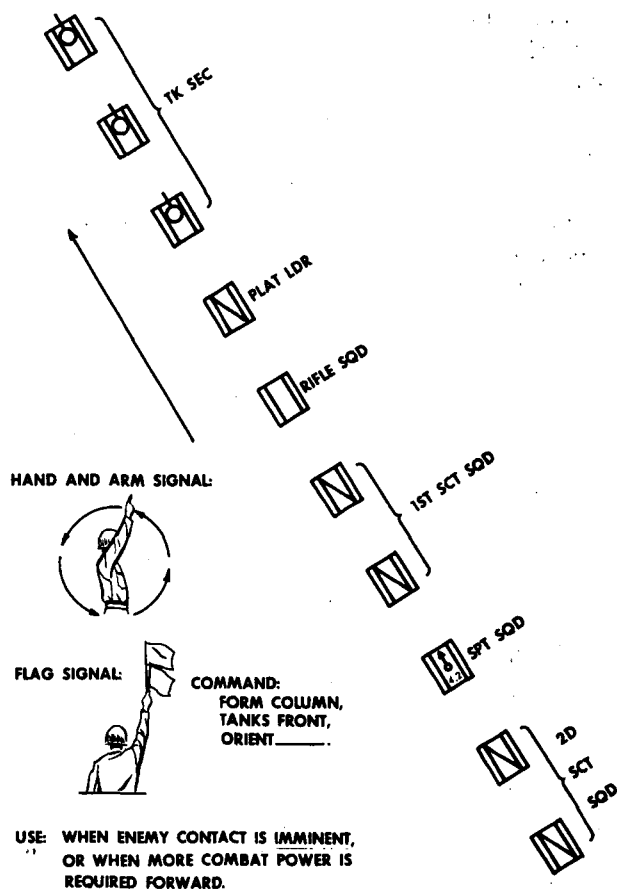 TK SEC
PLAT LDR
RIFLE SQD
HAND AND ARM SIGNAL:
1ST SCT SQD
FLAG SIGNAL:
COMMAND:
FORM COLUMN,
TANKS FRONT,
ORIENT_____.
SPT SQD
4.2
2D
SCT
SQD
USE: WHEN ENEMY CONTACT IS IMMINENT,
OR WHEN MORE COMBAT POWER IS
REQUIRED FORWARD.